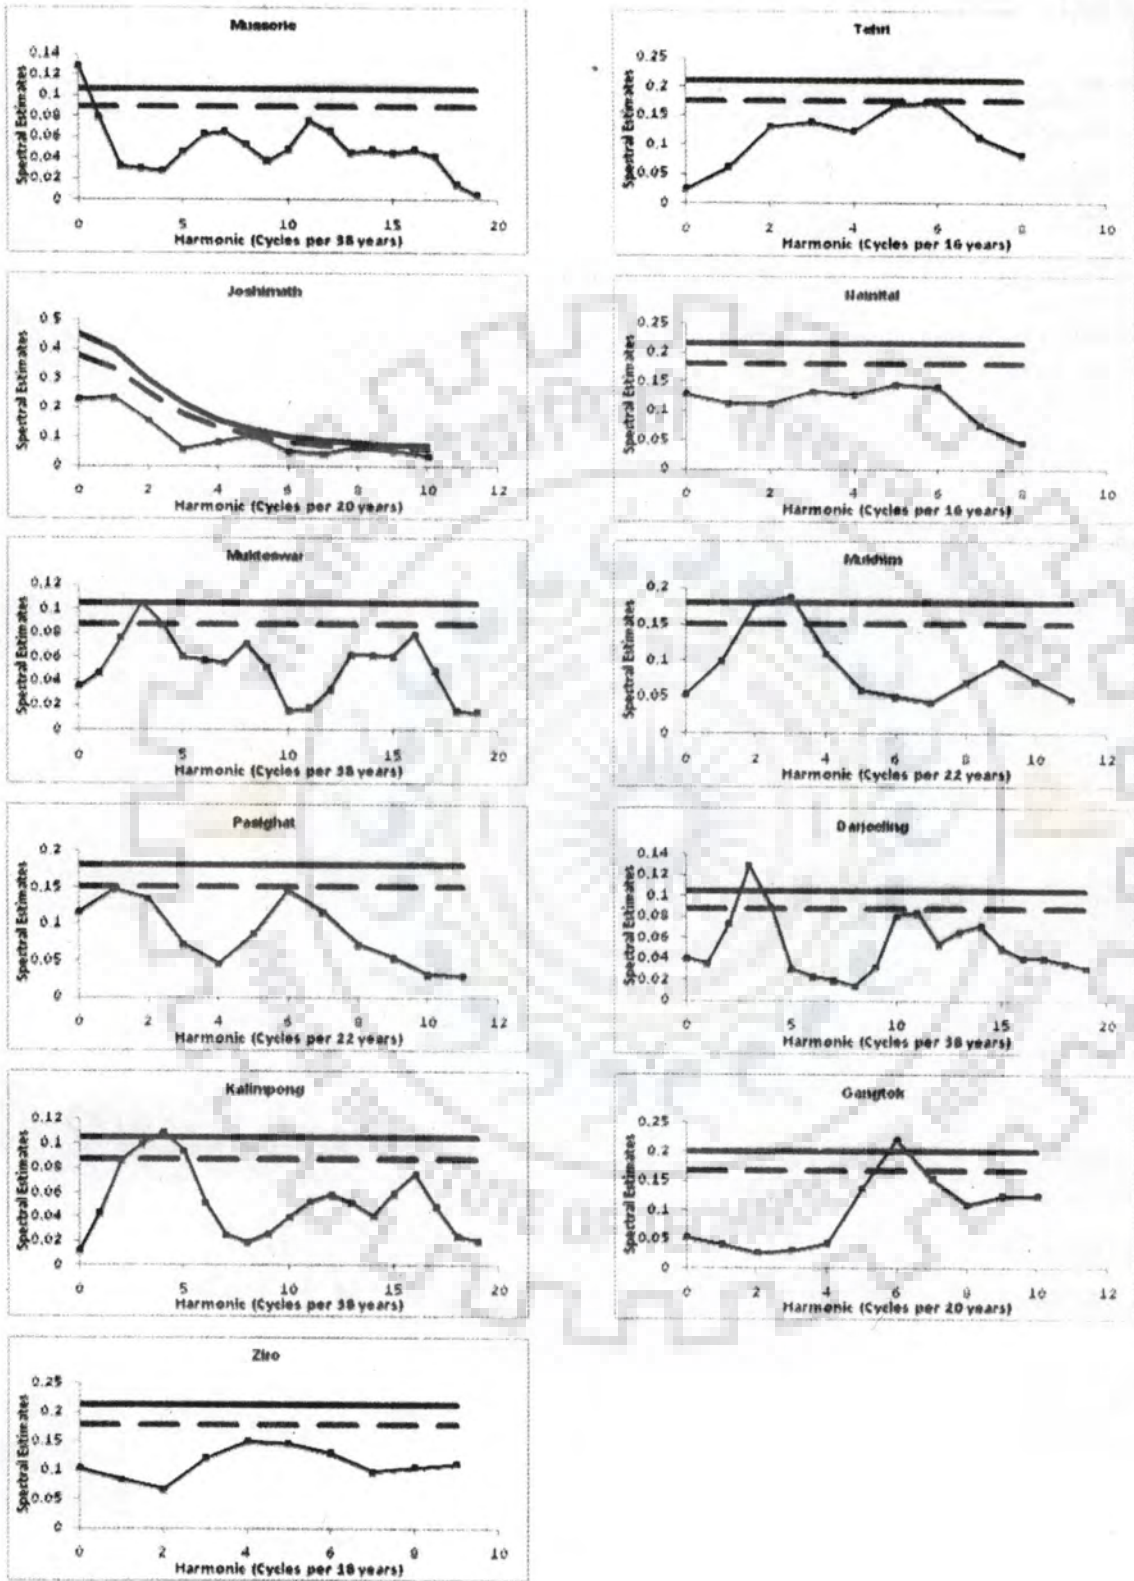 Mussorie
Spectral Estimates
0.14
0.12
0.1
0.08
0.06
0.04
0.02
0
0 5 10 15 20
Harmonic (Cycles per 38 years)
Tehri
Spectral Estimates
0.25
0.2
0.15
0.1
0.05
0
0 2 4 6 8 10
Harmonic (Cycles per 16 years)
Joshimath
Spectral Estimates
0.5
0.4
0.3
0.2
0.1
0
0 2 4 6 8 10 12
Harmonic (Cycles per 20 years)
Nainital
Spectral Estimates
0.25
0.2
0.15
0.1
0.05
0
0 2 4 6 8 10
Harmonic (Cycles per 16 years)
Mukteswar
Spectral Estimates
0.12
0.1
0.08
0.06
0.04
0.02
0
0 5 10 15 20
Harmonic (Cycles per 38 years)
Mukhim
Spectral Estimates
0.2
0.15
0.1
0.05
0
0 2 4 6 8 10 12
Harmonic (Cycles per 22 years)
Pasighat
Spectral Estimates
0.2
0.15
0.1
0.05
0
0 2 4 6 8 10 12
Harmonic (Cycles per 22 years)
Darjeeling
Spectral Estimates
0.14
0.12
0.1
0.08
0.06
0.04
0.02
0
0 5 10 15 20
Harmonic (Cycles per 38 years)
Kalimpong
Spectral Estimates
0.12
0.1
0.08
0.06
0.04
0.02
0
0 5 10 15 20
Harmonic (Cycles per 38 years)
Gangtok
Spectral Estimates
0.25
0.2
0.15
0.1
0.05
0
0 2 4 6 8 10 12
Harmonic (Cycles per 20 years)
Ziro
Spectral Estimates
0.25
0.2
0.15
0.1
0.05
0
0 2 4 6 8 10
Harmonic (Cycles per 18 years)